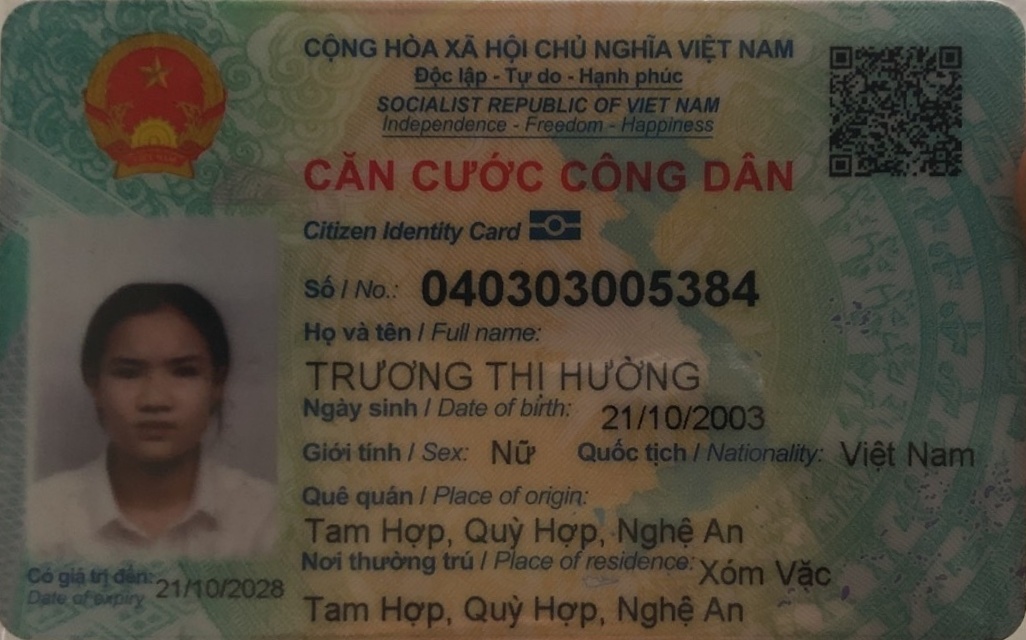 CỘNG HÒA XÃ HỘI CHỦ NGHĨA VIỆT NAM
Độc lập - Tự do - Hạnh phúc
SOCIALIST REPUBLIC OF VIET NAM
Independence - Freedom - Happiness
CĂN CƯỚC CÔNG DÂN
Citizen Identity Card
Số / No.: 040303005384
Họ và tên / Full name:
TRƯƠNG THỊ HƯỜNG
Ngày sinh / Date of birth: 21/10/2003
Giới tính / Sex: Nữ Quốc tịch / Nationality: Việt Nam
Quê quán / Place of origin:
Tam Hợp, Quỳ Hợp, Nghệ An
Nơi thường trú / Place of residence: Xóm Vặc
Tam Hợp, Quỳ Hợp, Nghệ An
Có giá trị đến: 21/10/2028
Date of expiry